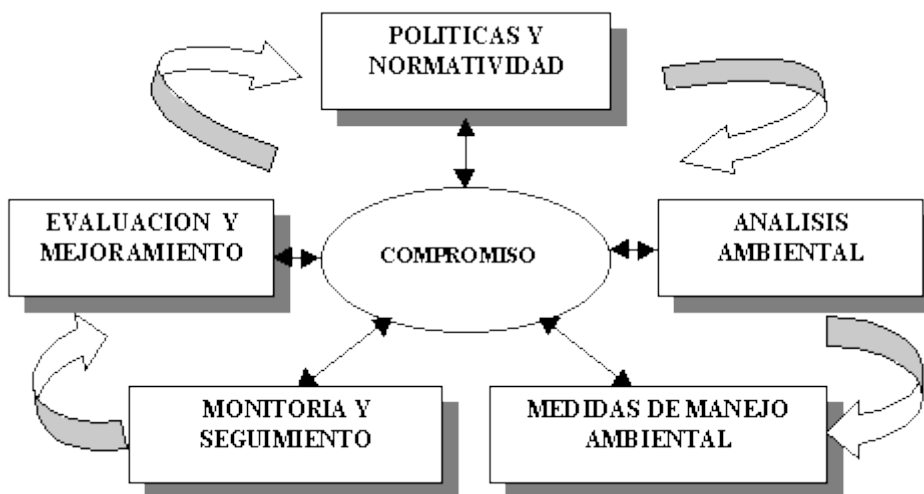 POLITICAS Y
NORMATIVIDAD
EVALUACION Y
MEJORAMIENTO
COMPROMISO
ANALISIS
AMBIENTAL
MONITORIA Y
SEGUIMIENTO
MEDIDAS DE MANEJO
AMBIENTAL